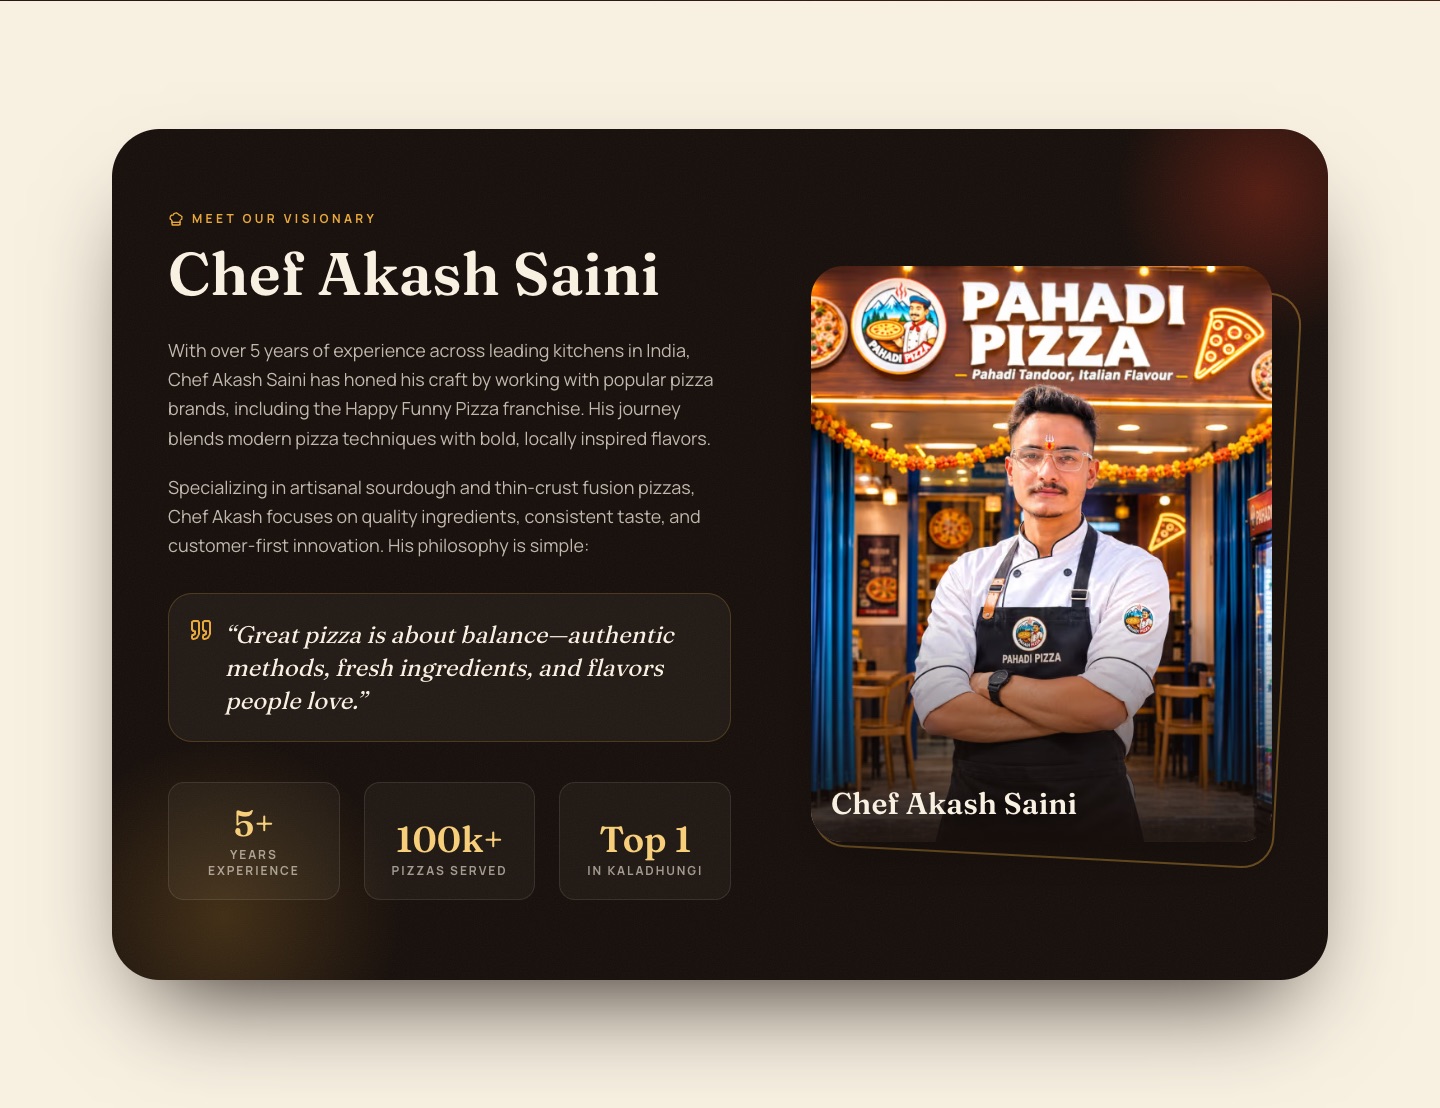 MEET OUR VISIONARY
Chef Akash Saini
With over 5 years of experience across leading kitchens in India,
Chef Akash Saini has honed his craft by working with popular pizza
brands, including the Happy Funny Pizza franchise. His journey
blends modern pizza techniques with bold, locally inspired flavors.
Specializing in artisanal sourdough and thin-crust fusion pizzas,
Chef Akash focuses on quality ingredients, consistent taste, and
customer-first innovation. His philosophy is simple:
“Great pizza is about balance—authentic
methods, fresh ingredients, and flavors
people love.”
5+
YEARS
EXPERIENCE
100k+
PIZZAS SERVED
Top 1
IN KALADHUNGI
PAHADI
PIZZA
Pahadi Tandoor, Italian Flavour
PAHADI PIZZA
PAHADI PIZZA
Chef Akash Saini